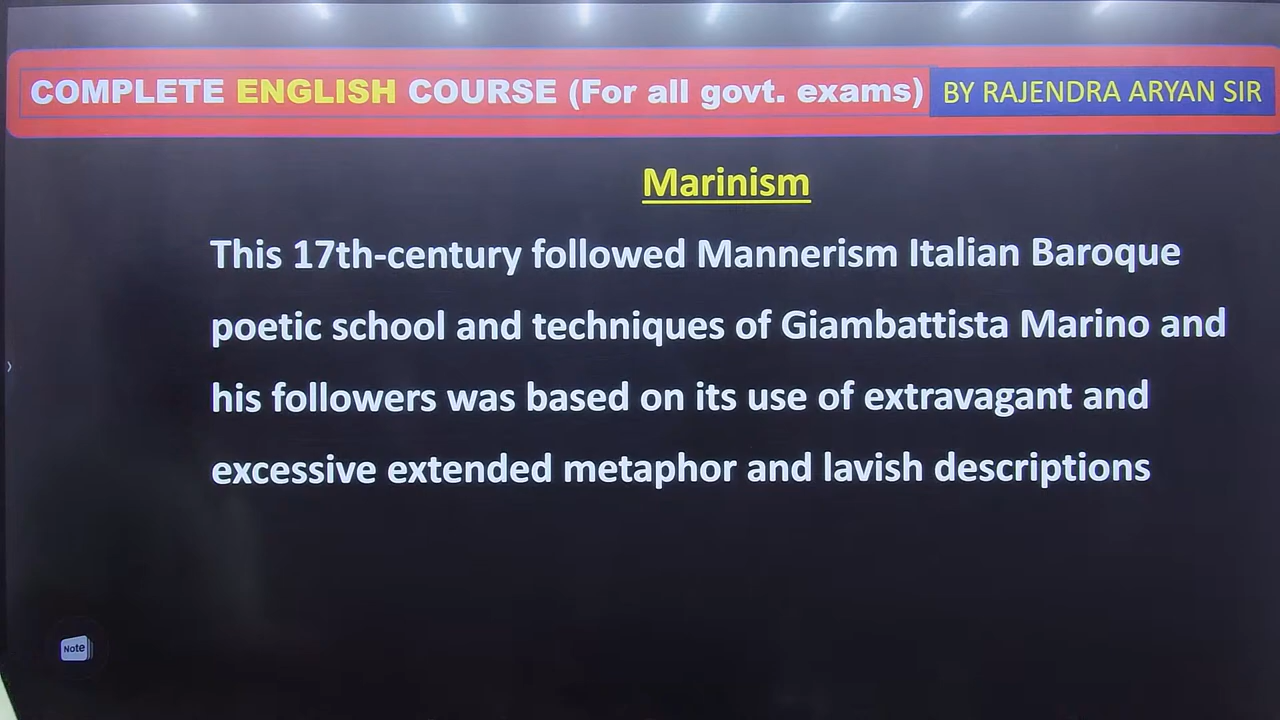 COMPLETE ENGLISH COURSE (For all govt. exams) BY RAJENDRA ARYAN SIR
Marinism
This 17th-century followed Mannerism Italian Baroque
poetic school and techniques of Giambattista Marino and
his followers was based on its use of extravagant and
excessive extended metaphor and lavish descriptions
Note